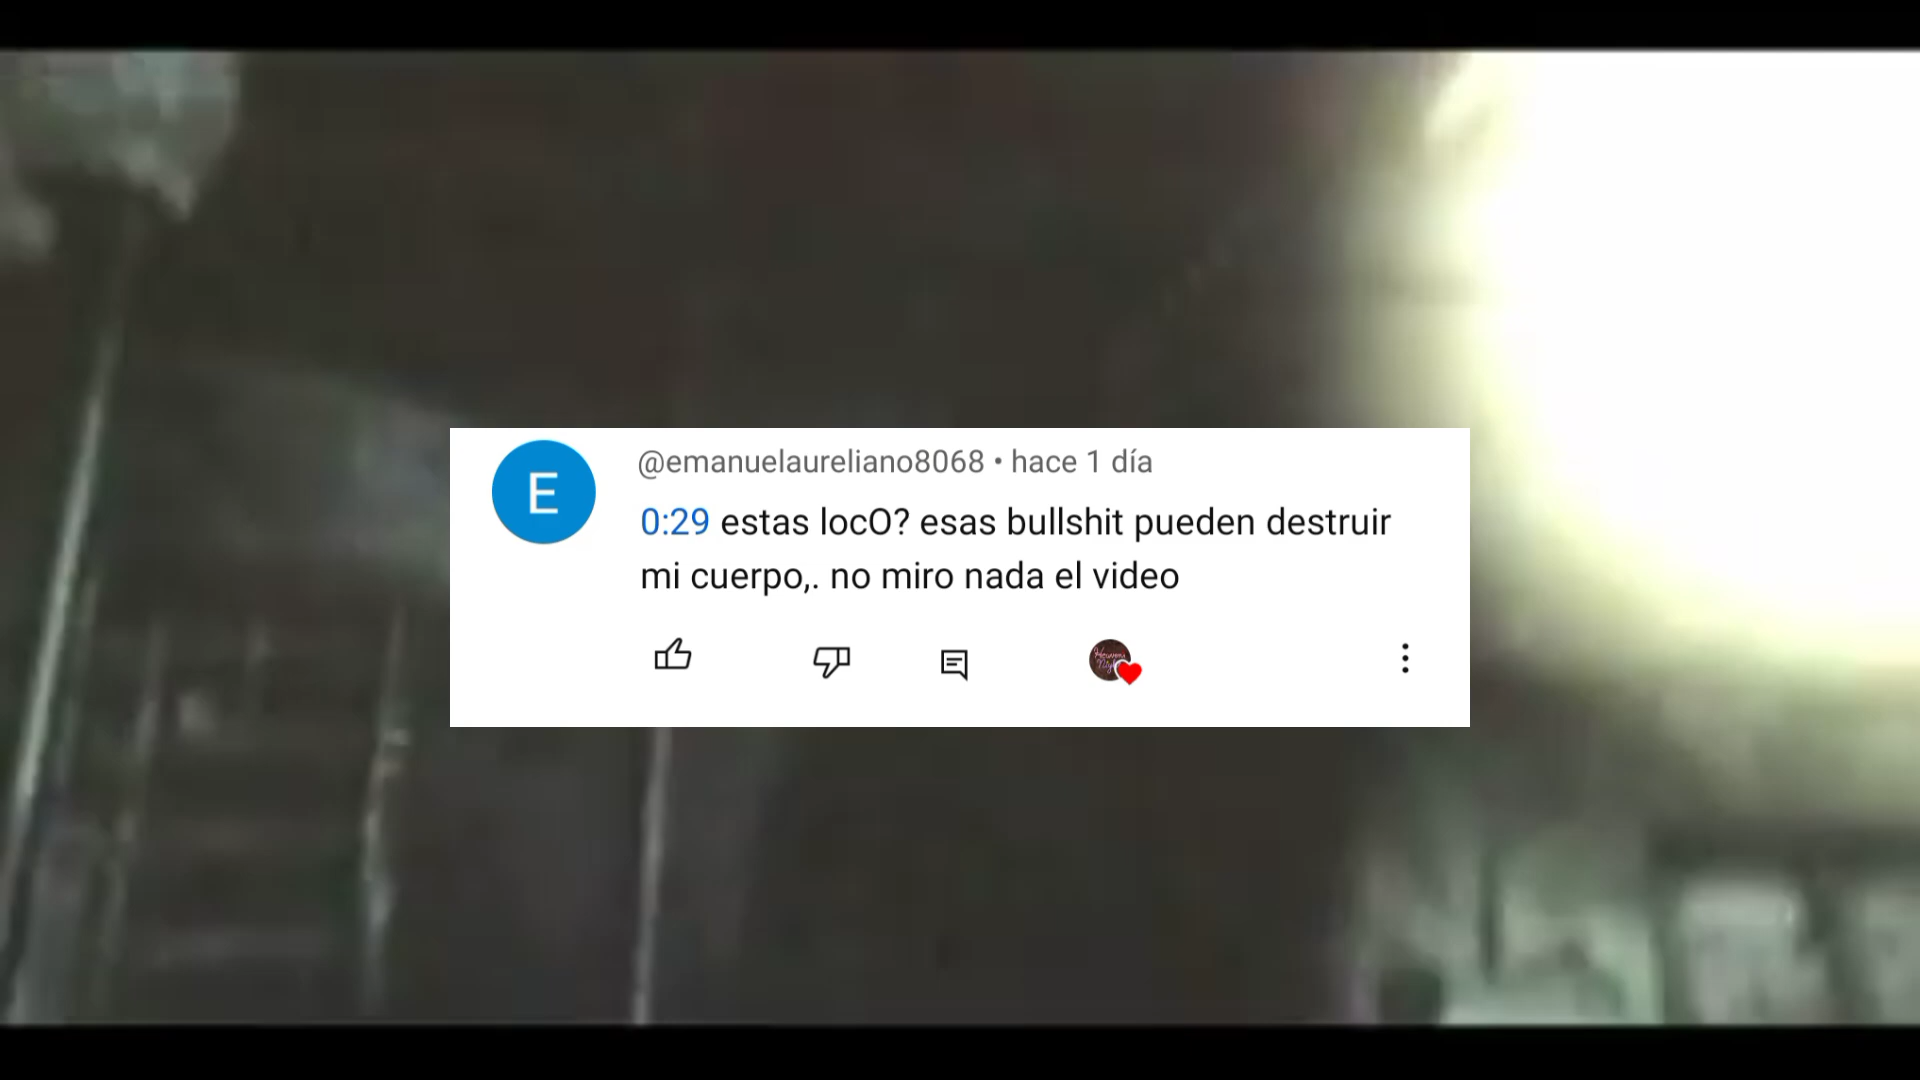 E
@emanuelaureliano8068 • hace 1 día
0:29 estas locO? esas bullshit pueden destruir
mi cuerpo,. no miro nada el video